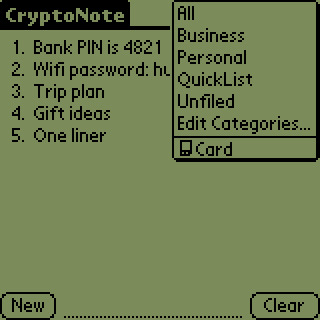 CryptoNote
1. Bank PIN is 4821
2. Wifi password: hu
3. Trip plan
4. Gift ideas
5. One liner
All
Business
Personal
QuickList
Unfiled
Edit Categories...
Card
New
Clear